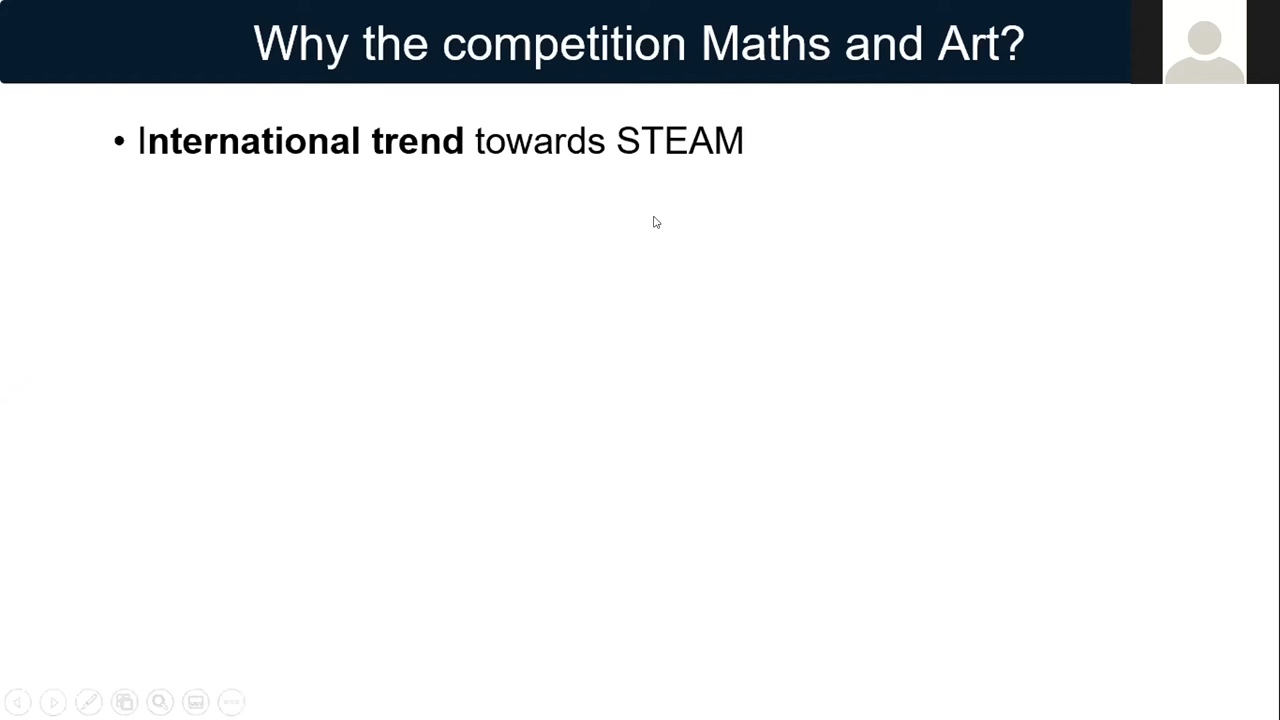 Why the competition Maths and Art?
• International trend towards STEAM